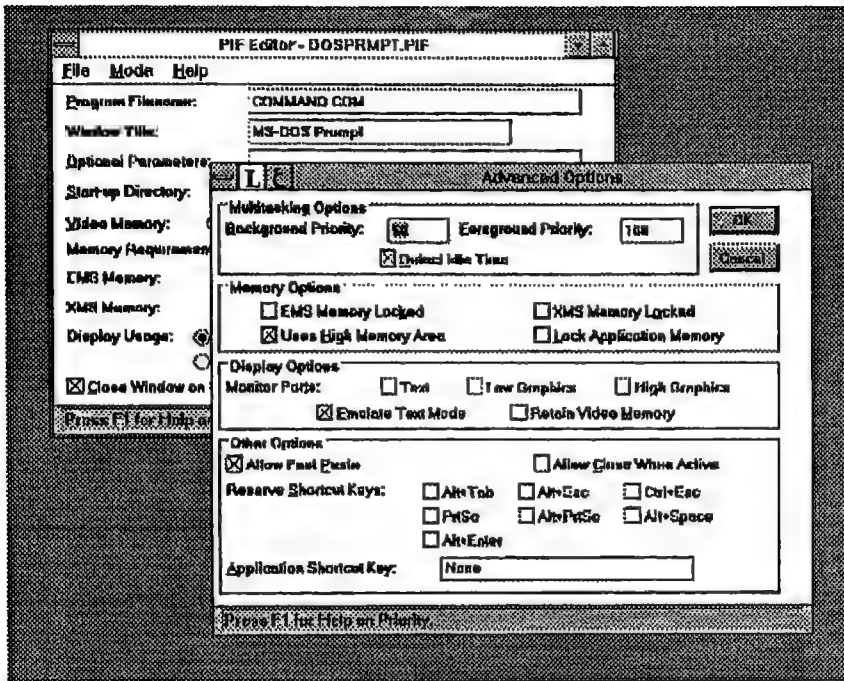 PIF Editor - DOSPRMPT.PIF
File Mode Help
Program Filename: COMMAND.COM
Window Title: MS-DOS Prompt
Optional Parameters:
Start-up Directory:
Video Memory:
Memory Requirement
EMS Memory:
XMS Memory:
Display Usage:
Close Window on
Press F1 for Help o
Advanced Options
Multitasking Options
Background Priority: 50 Foreground Priority: 100
Detect Idle Time
OK
Cancel
Memory Options
EMS Memory Locked XMS Memory Locked
Uses High Memory Area Lock Application Memory
Display Options
Monitor Ports: Text Low Graphics High Graphics
Emulate Text Mode Retain Video Memory
Other Options
Allow Fast Paste Allow Close When Active
Reserve Shortcut Keys: Alt+Tab Alt+Esc Ctrl+Esc
PrtSc Alt+PrtSc Alt+Space
Alt+Enter
Application Shortcut Key: None
Press F1 for Help on Priority.